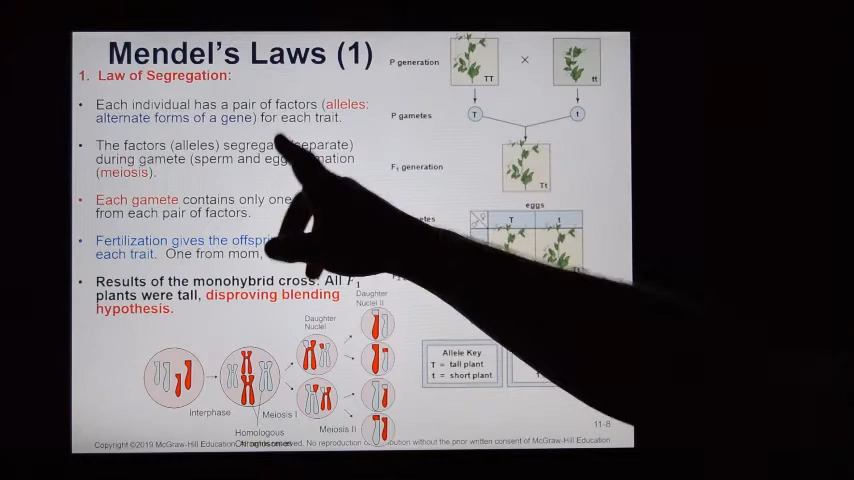 Mendel's Laws (1)
1. Law of Segregation:
• Each individual has a pair of factors (alleles:
alternate forms of a gene) for each trait.
• The factors (alleles) separate)
during gamete (sperm and
(meiosis).
• Each gamete contains only one
from each pair of factors.
• Fertilization gives the
each trait. One from mom,
• Results of the monohybrid cross: All F1
plants were tall, disproving blending
hypothesis.
P generation
TT
×
tt
P gametes
T
t
F1 generation
Tt
eggs
T
t
Daughter
Nuclei
Daughter
Nuclei II
Interphase
Meiosis I
Homologous
Meiosis II
Allele Key
T = tall plant
t = short plant
11-8
Copyright ©2019 McGraw-Hill Education. No reproduction without the prior written consent of McGraw-Hill Education.